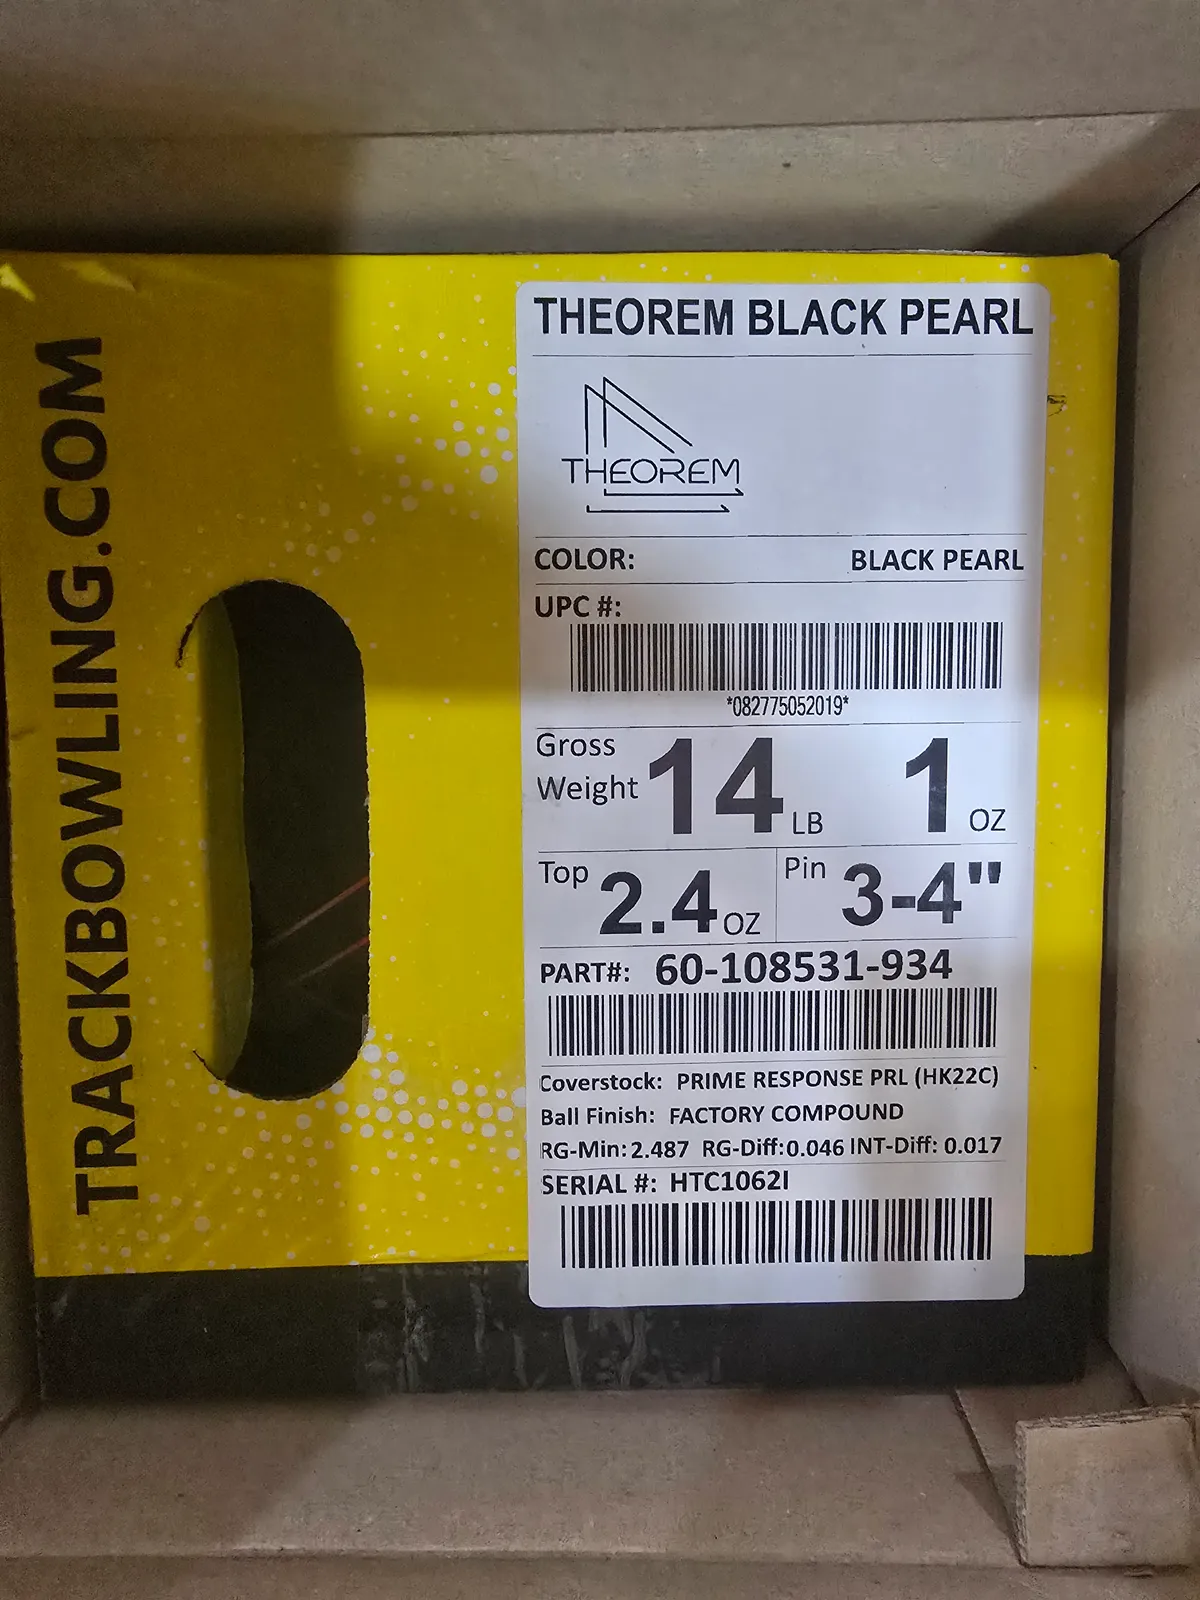 TRACKBOWLING.COM
THEOREM BLACK PEARL
THEOREM
COLOR: BLACK PEARL
UPC #:
*082775052019*
Gross Weight 14 LB 1 OZ
Top 2.4 OZ Pin 3-4"
PART#: 60-108531-934
Coverstock: PRIME RESPONSE PRL (HK22C)
Ball Finish: FACTORY COMPOUND
RG-Min: 2.487 RG-Diff: 0.046 INT-Diff: 0.017
SERIAL #: HTC1062I